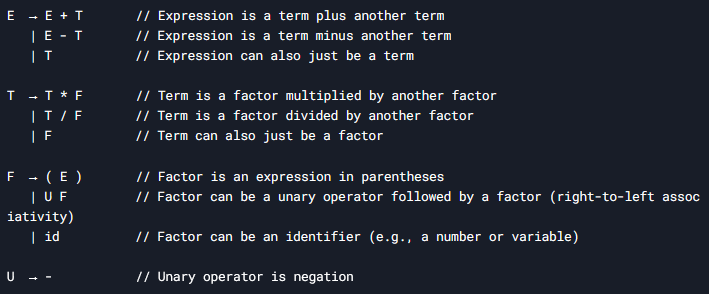 E → E + T // Expression is a term plus another term
| E - T // Expression is a term minus another term
| T // Expression can also just be a term
T → T * F // Term is a factor multiplied by another factor
| T / F // Term is a factor divided by another factor
| F // Term can also just be a factor
F → ( E ) // Factor is an expression in parentheses
| U F // Factor can be a unary operator followed by a factor (right-to-left assoc
iativity)
| id // Factor can be an identifier (e.g., a number or variable)
U → - // Unary operator is negation